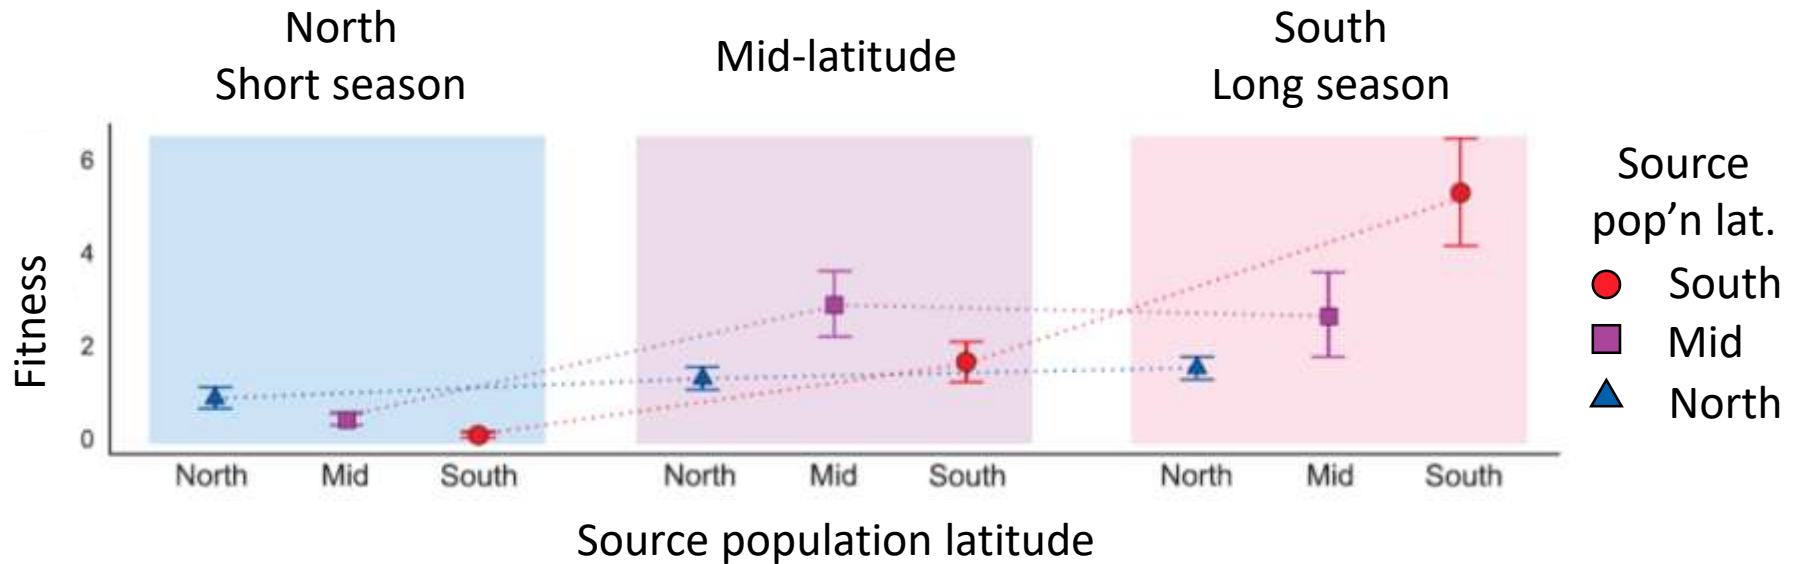 North
Short season
Mid-latitude
South
Long season
Fitness
6
4
2
0
North Mid South
North Mid South
North Mid South
Source population latitude
Source
pop’n lat.
South
Mid
North